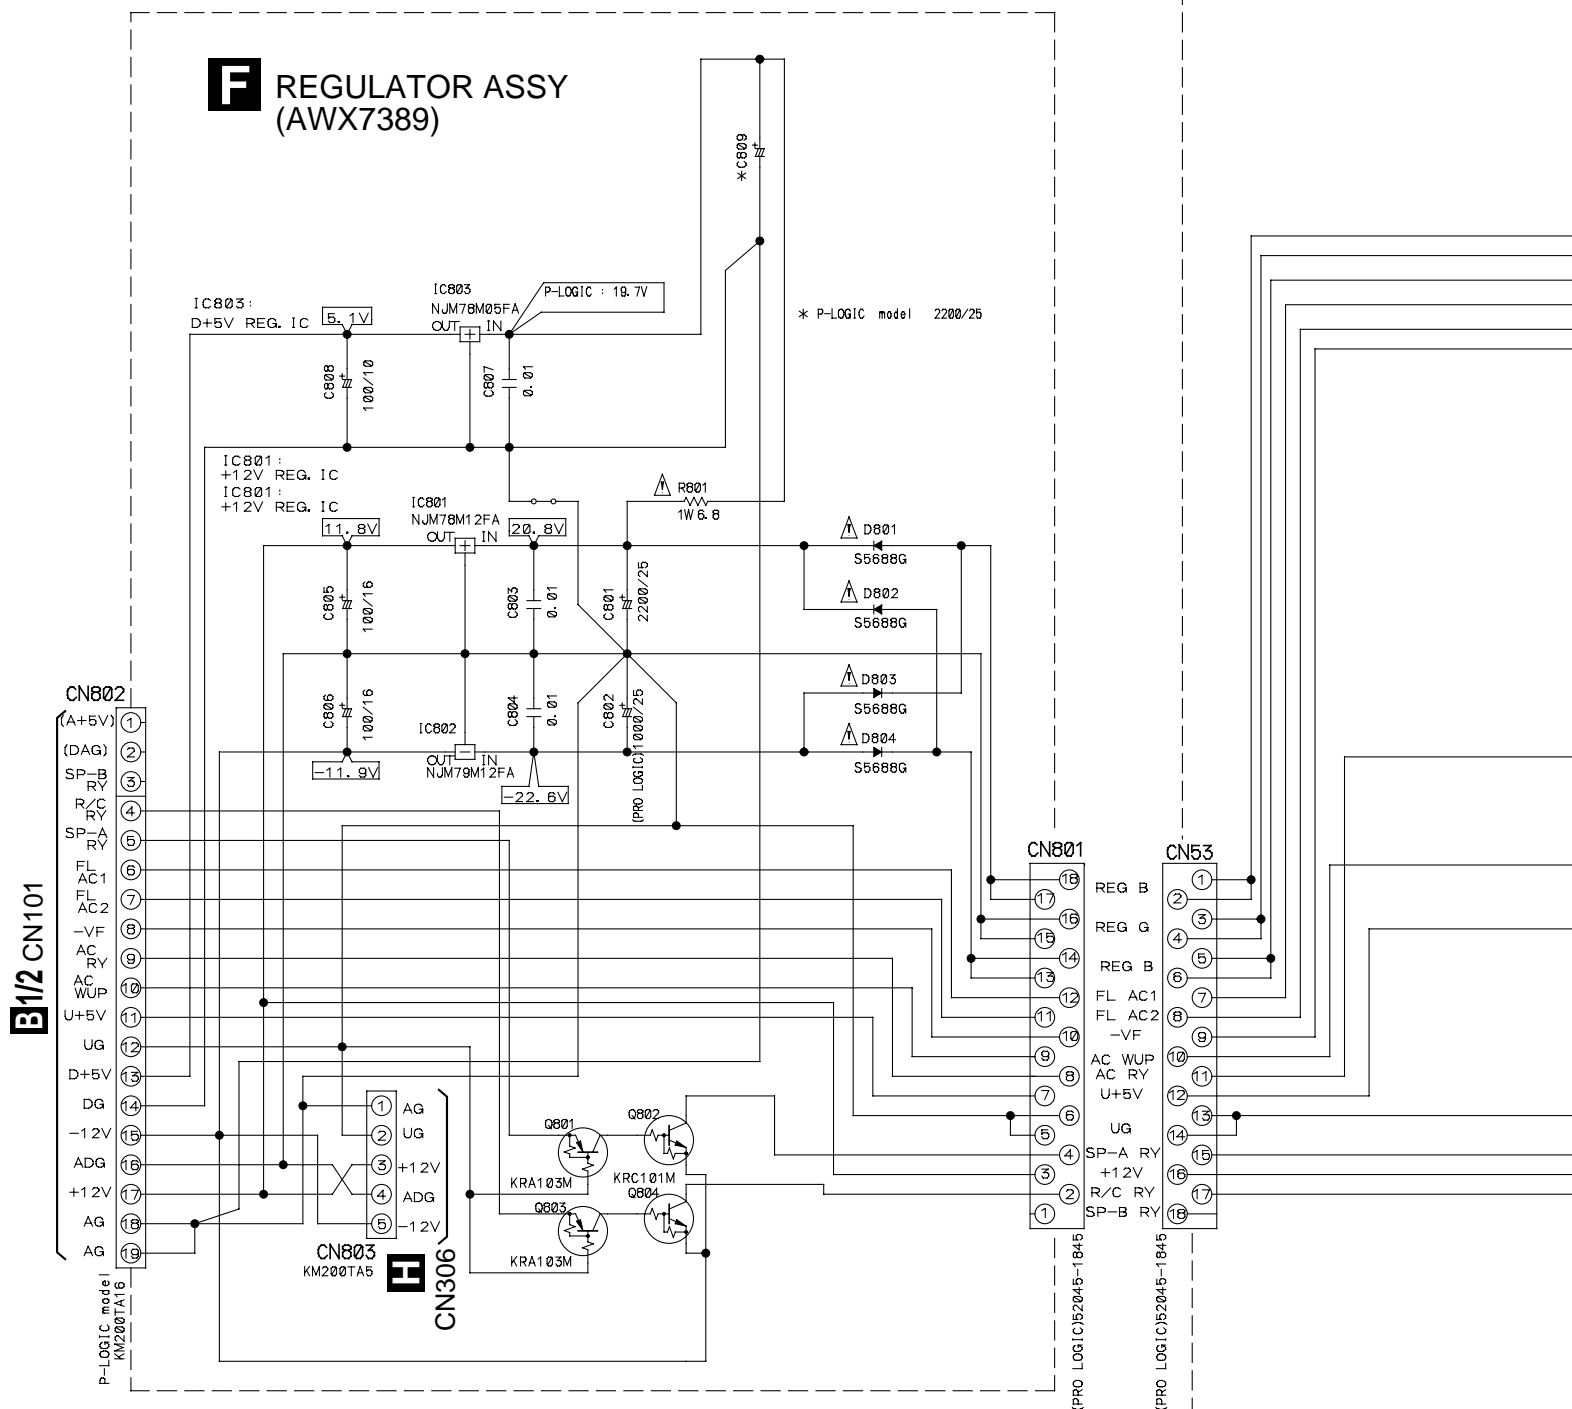 F REGULATOR ASSY
(AWX7389)
*C809 +
IC803:
D+5V REG. IC
5.1V
IC803
NJM78M05FA
OUT + IN
P-LOGIC : 19.7V
* P-LOGIC model 2200/25
C808 +
100/10
C807
0.01
IC801:
+12V REG. IC
IC801:
+12V REG. IC
R801
1W 6.8
IC801
NJM78M12FA
OUT + IN
11.8V
20.8V
D801
S5688G
C805 +
100/16
C803
0.01
C801 +
2200/25
D802
S5688G
C806 +
100/16
IC802
OUT - IN
NJM79M12FA
C804
0.01
C802 +
(PRO LOGIC)1000/25
D803
S5688G
D804
S5688G
-11.9V
-22.6V
B1/2 CN101
CN802
(A+5V) 1
(DAG) 2
SP-B RY 3
R/C RY 4
SP-A RY 5
FL AC1 6
FL AC2 7
-VF 8
AC RY 9
AC WUP 10
U+5V 11
UG 12
D+5V 13
DG 14
-12V 15
ADG 16
+12V 17
AG 18
AG 19
P-LOGIC model
KM200TA16
1 AG
2 UG
3 +12V
4 ADG
5 -12V
CN803
KM200TA5
H
CN306
Q801
KRA103M
Q802
KRC101M
Q803
KRA103M
Q804
CN801
CN53
18
17
REG B
1
2
16
15
REG G
3
4
14
13
REG B
5
6
12 FL AC1 7
11 FL AC2 8
10 -VF 9
9 AC WUP 10
8 AC RY 11
7 U+5V 12
6
5
UG
13
14
4 SP-A RY 15
3 +12V 16
2 R/C RY 17
1 SP-B RY 18
(PRO LOGIC)52045-1845
(PRO LOGIC)52045-1845